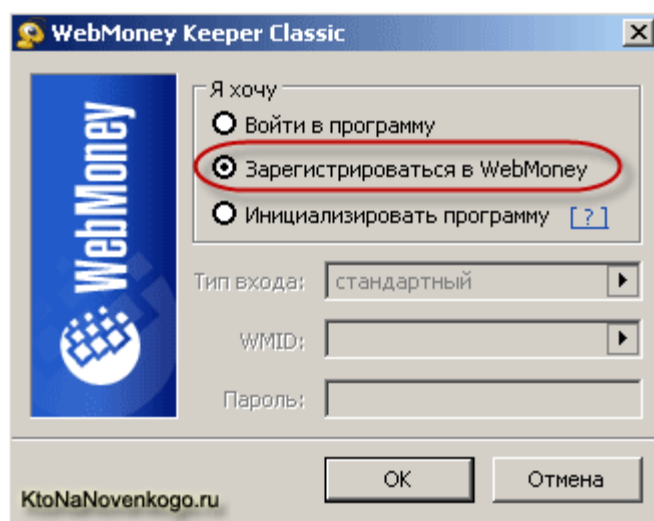 WebMoney Keeper Classic
Я хочу
Войти в программу
Зарегистрироваться в WebMoney
Инициализировать программу [?]
WebMoney
Тип входа: стандартный
WMID:
Пароль:
OK Отмена
KtoNaNovenkogo.ru